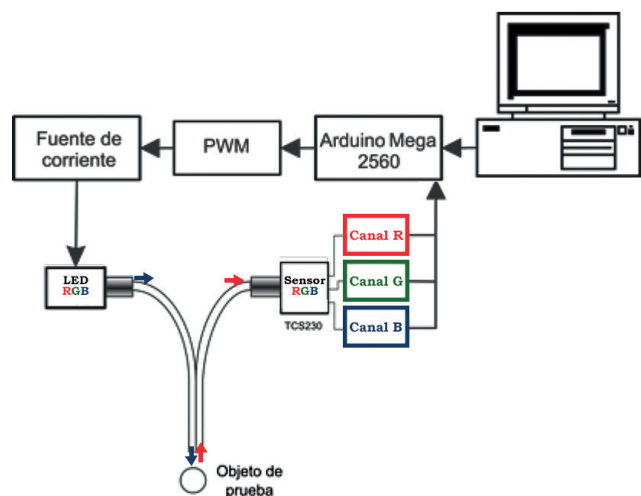 Fuente de
corriente
PWM
Arduino Mega
2560
LED
RGB
Sensor
RGB
TCS230
Canal R
Canal G
Canal B
Objeto de
prueba